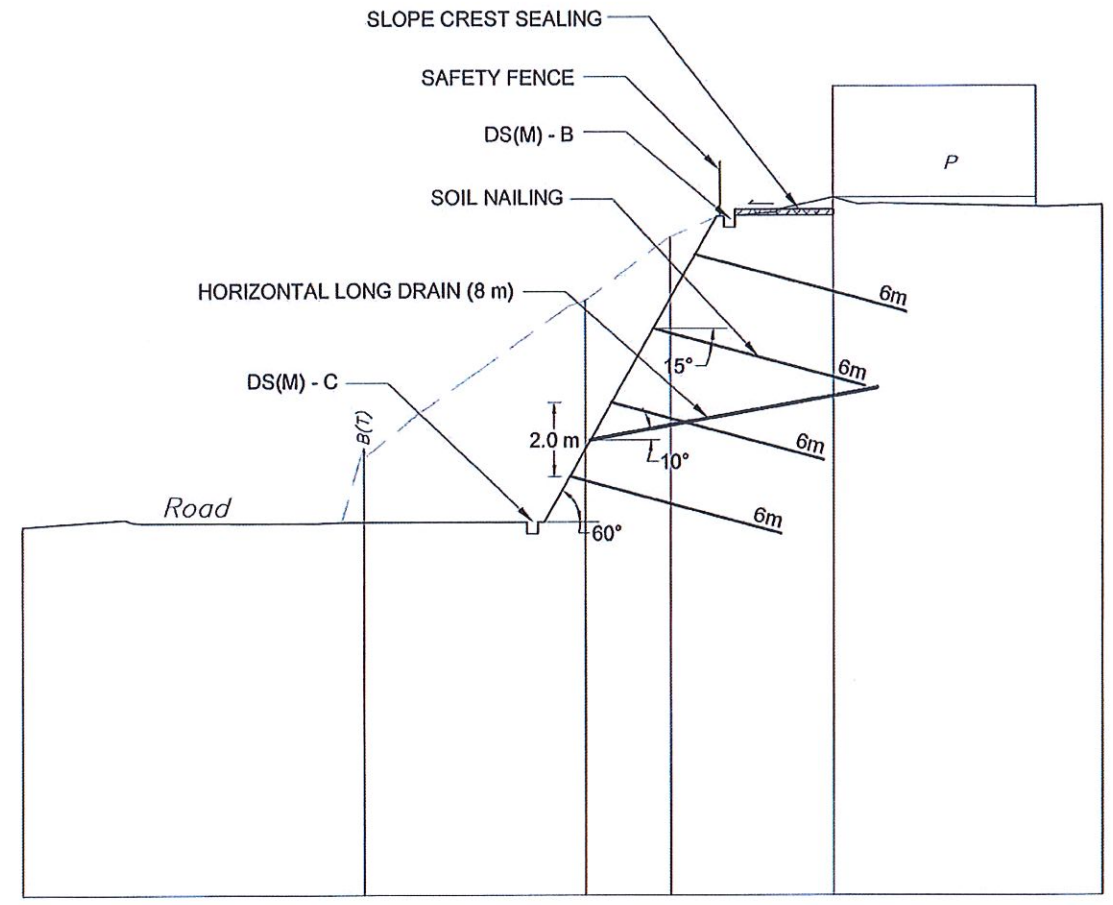 SLOPE CREST SEALING
SAFETY FENCE
DS(M) - B
P
SOIL NAILING
HORIZONTAL LONG DRAIN (8 m)
6m
15°
6m
DS(M) - C
B(T)
2.0 m
6m
10°
Road
6m
60°